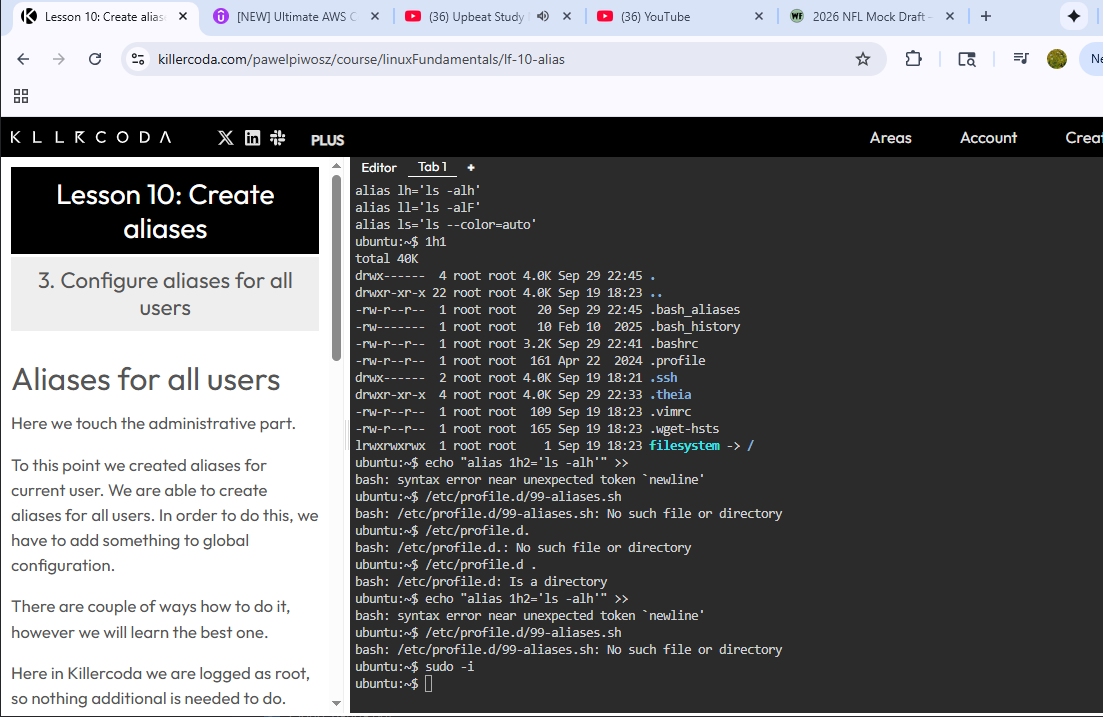 Lesson 10: Create alias
[NEW] Ultimate AWS C
(36) Upbeat Study
(36) YouTube
2026 NFL Mock Draft -
killercoda.com/pawelpiwosz/course/linuxFundamentals/lf-10-alias
Ne
KLLRCODA
PLUS
Areas
Account
Creat
Lesson 10: Create
aliases
3. Configure aliases for all
users
Aliases for all users
Here we touch the administrative part.
To this point we created aliases for
current user. We are able to create
aliases for all users. In order to do this, we
have to add something to global
configuration.
There are couple of ways how to do it,
however we will learn the best one.
Here in Killercoda we are logged as root,
so nothing additional is needed to do.
Editor Tab 1 +
alias lh='ls -alh'
alias ll='ls -alF'
alias ls='ls --color=auto'
ubuntu:~$ 1h1
total 40K
drwx------  4 root root 4.0K Sep 29 22:45 .
drwxr-xr-x 22 root root 4.0K Sep 19 18:23 ..
-rw-r--r--  1 root root   20 Sep 29 22:45 .bash_aliases
-rw-------  1 root root   10 Feb 10  2025 .bash_history
-rw-r--r--  1 root root 3.2K Sep 29 22:41 .bashrc
-rw-r--r--  1 root root  161 Apr 22  2024 .profile
drwx------  2 root root 4.0K Sep 19 18:21 .ssh
drwxr-xr-x  4 root root 4.0K Sep 29 22:33 .theia
-rw-r--r--  1 root root  109 Sep 19 18:23 .vimrc
-rw-r--r--  1 root root  165 Sep 19 18:23 .wget-hsts
lrwxrwxrwx  1 root root    1 Sep 19 18:23 filesystem -> /
ubuntu:~$ echo "alias 1h2='ls -alh'" >>
bash: syntax error near unexpected token `newline'
ubuntu:~$ /etc/profile.d/99-aliases.sh
bash: /etc/profile.d/99-aliases.sh: No such file or directory
ubuntu:~$ /etc/profile.d.
bash: /etc/profile.d.: No such file or directory
ubuntu:~$ /etc/profile.d .
bash: /etc/profile.d: Is a directory
ubuntu:~$ echo "alias 1h2='ls -alh'" >>
bash: syntax error near unexpected token `newline'
ubuntu:~$ /etc/profile.d/99-aliases.sh
bash: /etc/profile.d/99-aliases.sh: No such file or directory
ubuntu:~$ sudo -i
ubuntu:~$